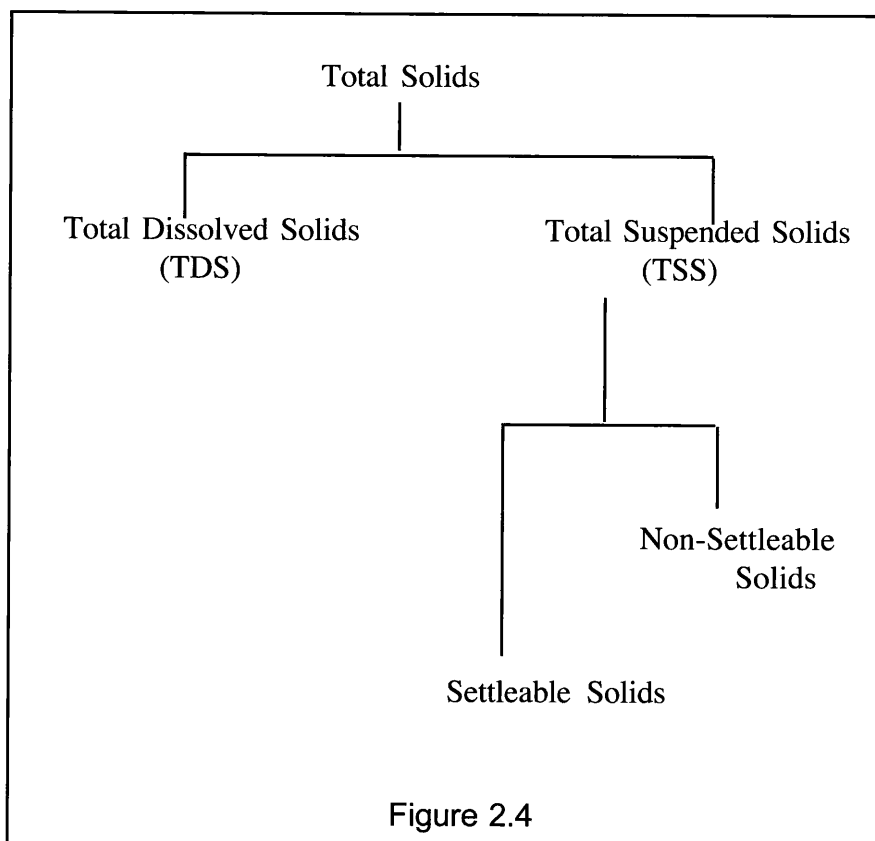 Total Solids
Total Dissolved Solids
(TDS)
Total Suspended Solids
(TSS)
Non-Settleable
Solids
Settleable Solids
Figure 2.4